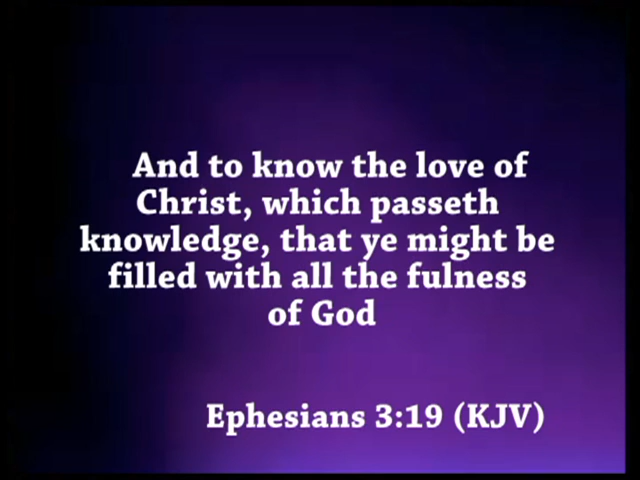 And to know the love of
Christ, which passeth
knowledge, that ye might be
filled with all the fulness
of God
Ephesians 3:19 (KJV)